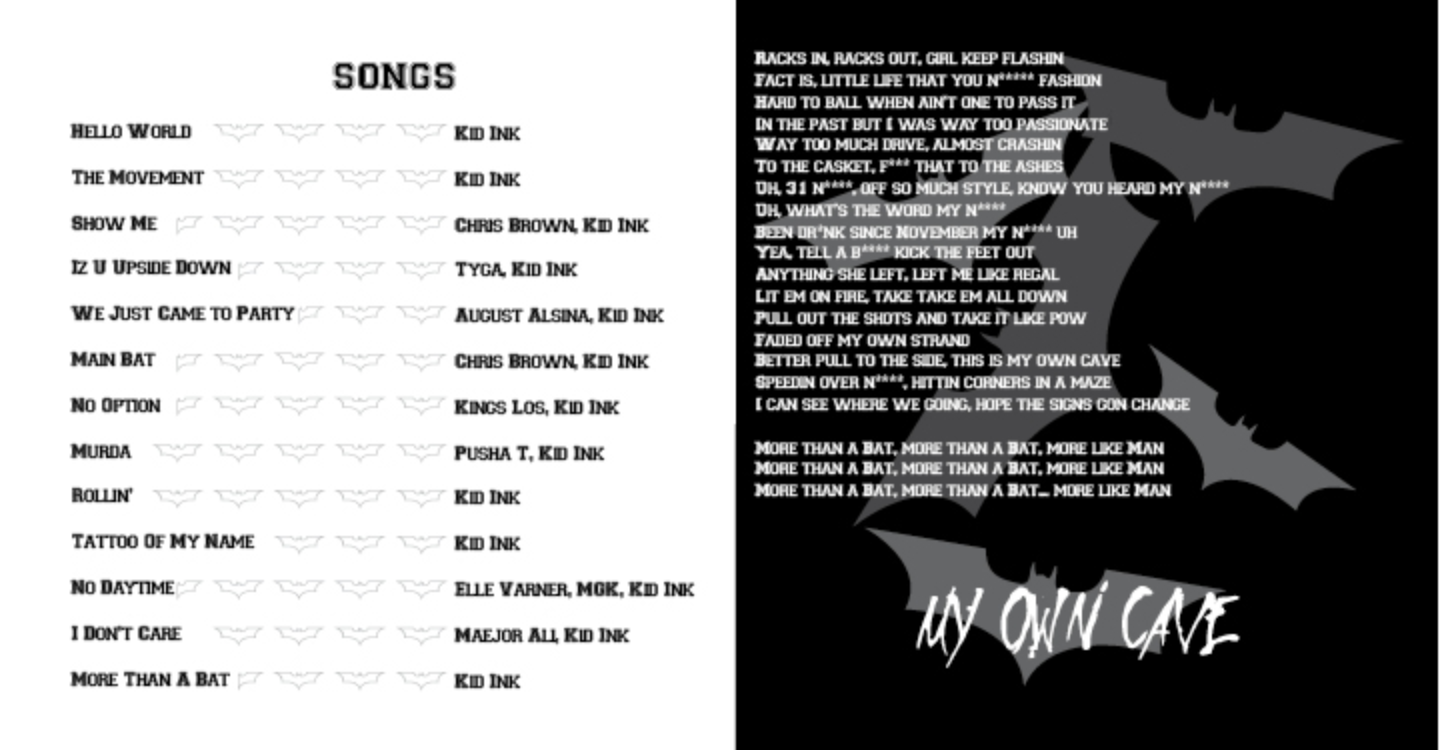 SONGS
HELLO WORLD KID INK
THE MOVEMENT KID INK
SHOW ME CHRIS BROWN, KID INK
IZ U UPSIDE DOWN TYGA, KID INK
WE JUST CAME TO PARTY AUGUST ALSINA, KID INK
MAIN BAT CHRIS BROWN, KID INK
NO OPTION KINGS LOS, KID INK
MURDA PUSHA T, KID INK
ROLLIN' KID INK
TATTOO OF MY NAME KID INK
NO DAYTIME ELLE VARNER, MGK, KID INK
I DON'T CARE MAEJOR ALI, KID INK
MORE THAN A BAT KID INK
RACKS IN, RACKS OUT, GIRL KEEP FLASHIN
FACT IS, LITTLE LIFE THAT YOU N***** FASHION
HARD TO BALL WHEN AIN'T ONE TO PASS IT
IN THE PAST BUT I WAS WAY TOO PASSIONATE
WAY TOO MUCH DRIVE, ALMOST CRASHIN
TO THE CASKET, F*** THAT TO THE ASHES
UH, 31 N****, OFF SO MUCH STYLE, KNOW YOU HEARD MY N****
UH, WHAT'S THE WORD MY N****
BEEN DR*NK SINCE NOVEMBER MY N**** UH
YEA, TELL A B**** KICK THE FEET OUT
ANYTHING SHE LEFT, LEFT ME LIKE REGAL
LIT EM ON FIRE, TAKE TAKE EM ALL DOWN
PULL OUT THE SHOTS AND TAKE IT LIKE POW
FADED OFF MY OWN STRAND
BETTER PULL TO THE SIDE, THIS IS MY OWN CAVE
SPEEDIN OVER N****, HITTIN CORNERS IN A MAZE
I CAN SEE WHERE WE GOING, HOPE THE SIGNS GON CHANGE
MORE THAN A BAT, MORE THAN A BAT, MORE LIKE MAN
MORE THAN A BAT, MORE THAN A BAT, MORE LIKE MAN
MORE THAN A BAT, MORE THAN A BAT... MORE LIKE MAN
MY OWN CAVE